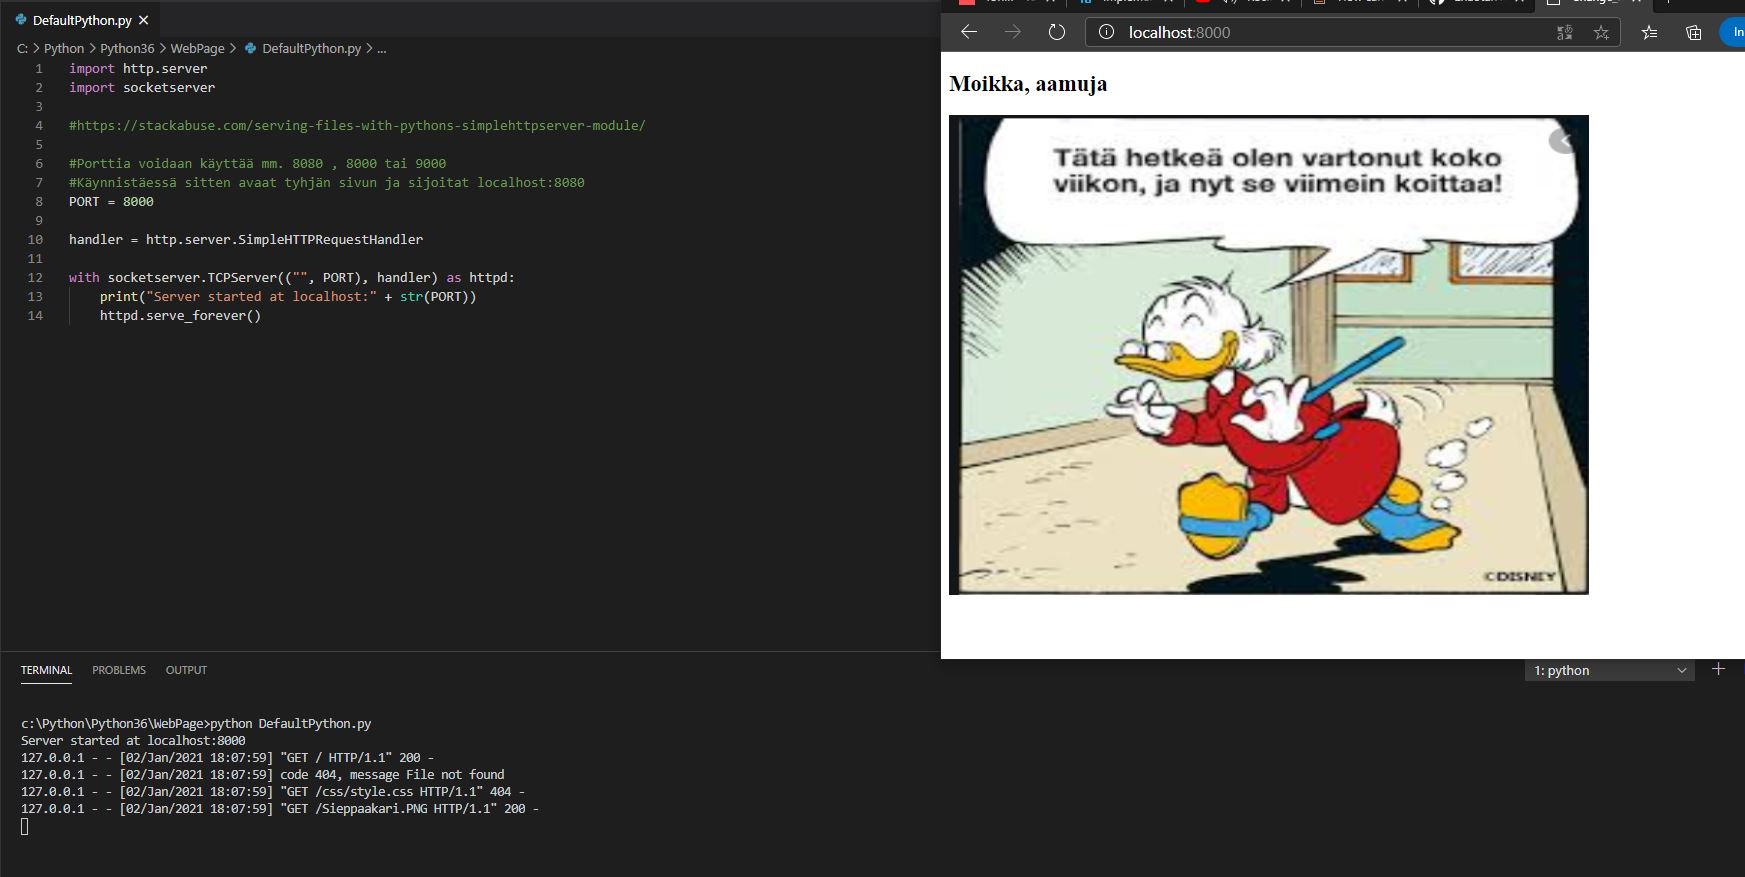 DefaultPython.py
C: > Python > Python36 > WebPage > DefaultPython.py > ...
1 import http.server
2 import socketserver
3
4 #https://stackabuse.com/serving-files-with-pythons-simplehttpserver-module/
5
6 #Porttia voidaan käyttää mm. 8080 , 8000 tai 9000
7 #Käynnistäessä sitten avaat tyhjän sivun ja sijoitat localhost:8080
8 PORT = 8000
9
10 handler = http.server.SimpleHTTPRequestHandler
11
12 with socketserver.TCPServer(("", PORT), handler) as httpd:
13 print("Server started at localhost:" + str(PORT))
14 httpd.serve_forever()
localhost:8000
In
Moikka, aamuja
Tätä hetkeä olen vartonut koko
viikon, ja nyt se viimein koittaa!
©DISNEY
TERMINAL PROBLEMS OUTPUT
1: python
c:\Python\Python36\WebPage>python DefaultPython.py
Server started at localhost:8000
127.0.0.1 - - [02/Jan/2021 18:07:59] "GET / HTTP/1.1" 200 -
127.0.0.1 - - [02/Jan/2021 18:07:59] code 404, message File not found
127.0.0.1 - - [02/Jan/2021 18:07:59] "GET /css/style.css HTTP/1.1" 404 -
127.0.0.1 - - [02/Jan/2021 18:07:59] "GET /Sieppaakari.PNG HTTP/1.1" 200 -